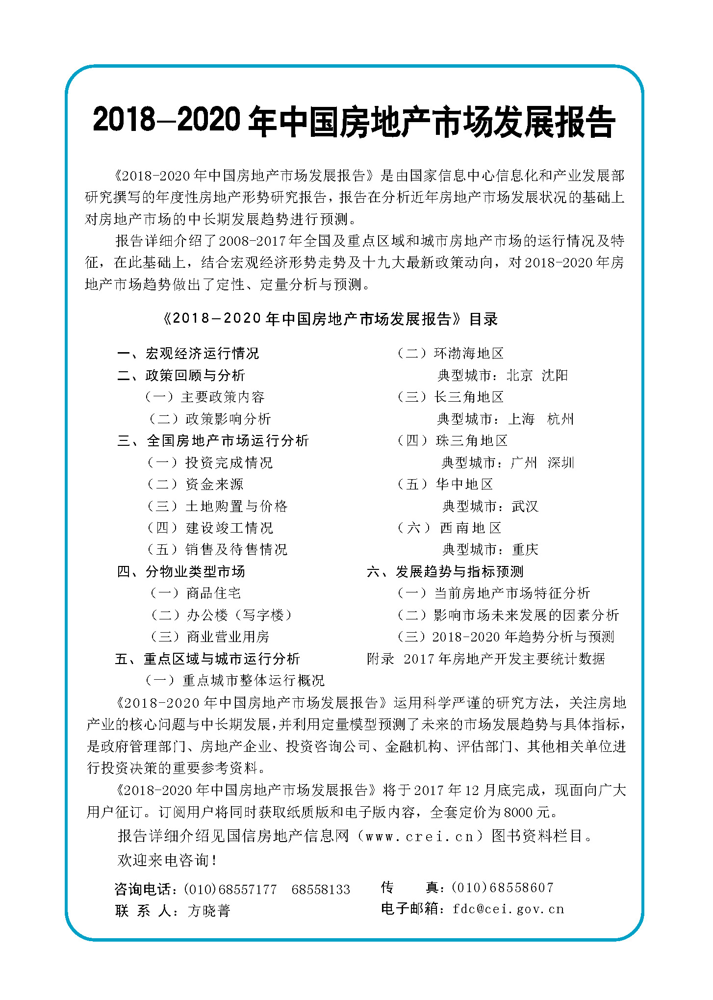 2018-2020 年中国房地产市场发展报告
《2018-2020 年中国房地产市场发展报告》是由国家信息中心信息化和产业发展部
研究撰写的年度性房地产形势研究报告，报告在分析近年房地产市场发展状况的基础上
对房地产市场的中长期发展趋势进行预测。
报告详细介绍了2008-2017年全国及重点区域和城市房地产市场的运行情况及特
征，在此基础上，结合宏观经济形势走势及十九大最新政策动向，对2018-2020年房
地产市场趋势做出了定性、定量分析与预测。
《2018-2020 年中国房地产市场发展报告》目录
一、宏观经济运行情况
二、政策回顾与分析
（一）主要政策内容
（二）政策影响分析
三、全国房地产市场运行分析
（一）投资完成情况
（二）资金来源
（三）土地购置与价格
（四）建设竣工情况
（五）销售及待售情况
四、分物业类型市场
（一）商品住宅
（二）办公楼（写字楼）
（三）商业营业用房
五、重点区域与城市运行分析
（一）重点城市整体运行概况
（二）环渤海地区
典型城市：北京 沈阳
（三）长三角地区
典型城市：上海 杭州
（四）珠三角地区
典型城市：广州 深圳
（五）华中地区
典型城市：武汉
（六）西南地区
典型城市：重庆
六、发展趋势与指标预测
（一）当前房地产市场特征分析
（二）影响市场未来发展的因素分析
（三）2018-2020 年趋势分析与预测
附录 2017 年房地产开发主要统计数据
《2018-2020 年中国房地产市场发展报告》运用科学严谨的研究方法，关注房地
产业的核心问题与中长期发展，并利用定量模型预测了未来的市场发展趋势与具体指标，
是政府管理部门、房地产企业、投资咨询公司、金融机构、评估部门、其他相关单位进
行投资决策的重要参考资料。
《2018-2020 年中国房地产市场发展报告》将于2017 年12 月底完成，现面向广大
用户征订。订阅用户将同时获取纸质版和电子版内容，全套定价为8000 元。
报告详细介绍见国信房地产信息网（www.crei.cn）图书资料栏目。
欢迎来电咨询！
咨询电话：(010)68557177 68558133
传 真：(010)68558607
联 系 人：方晓菁
电子邮箱：fdc@cei.gov.cn